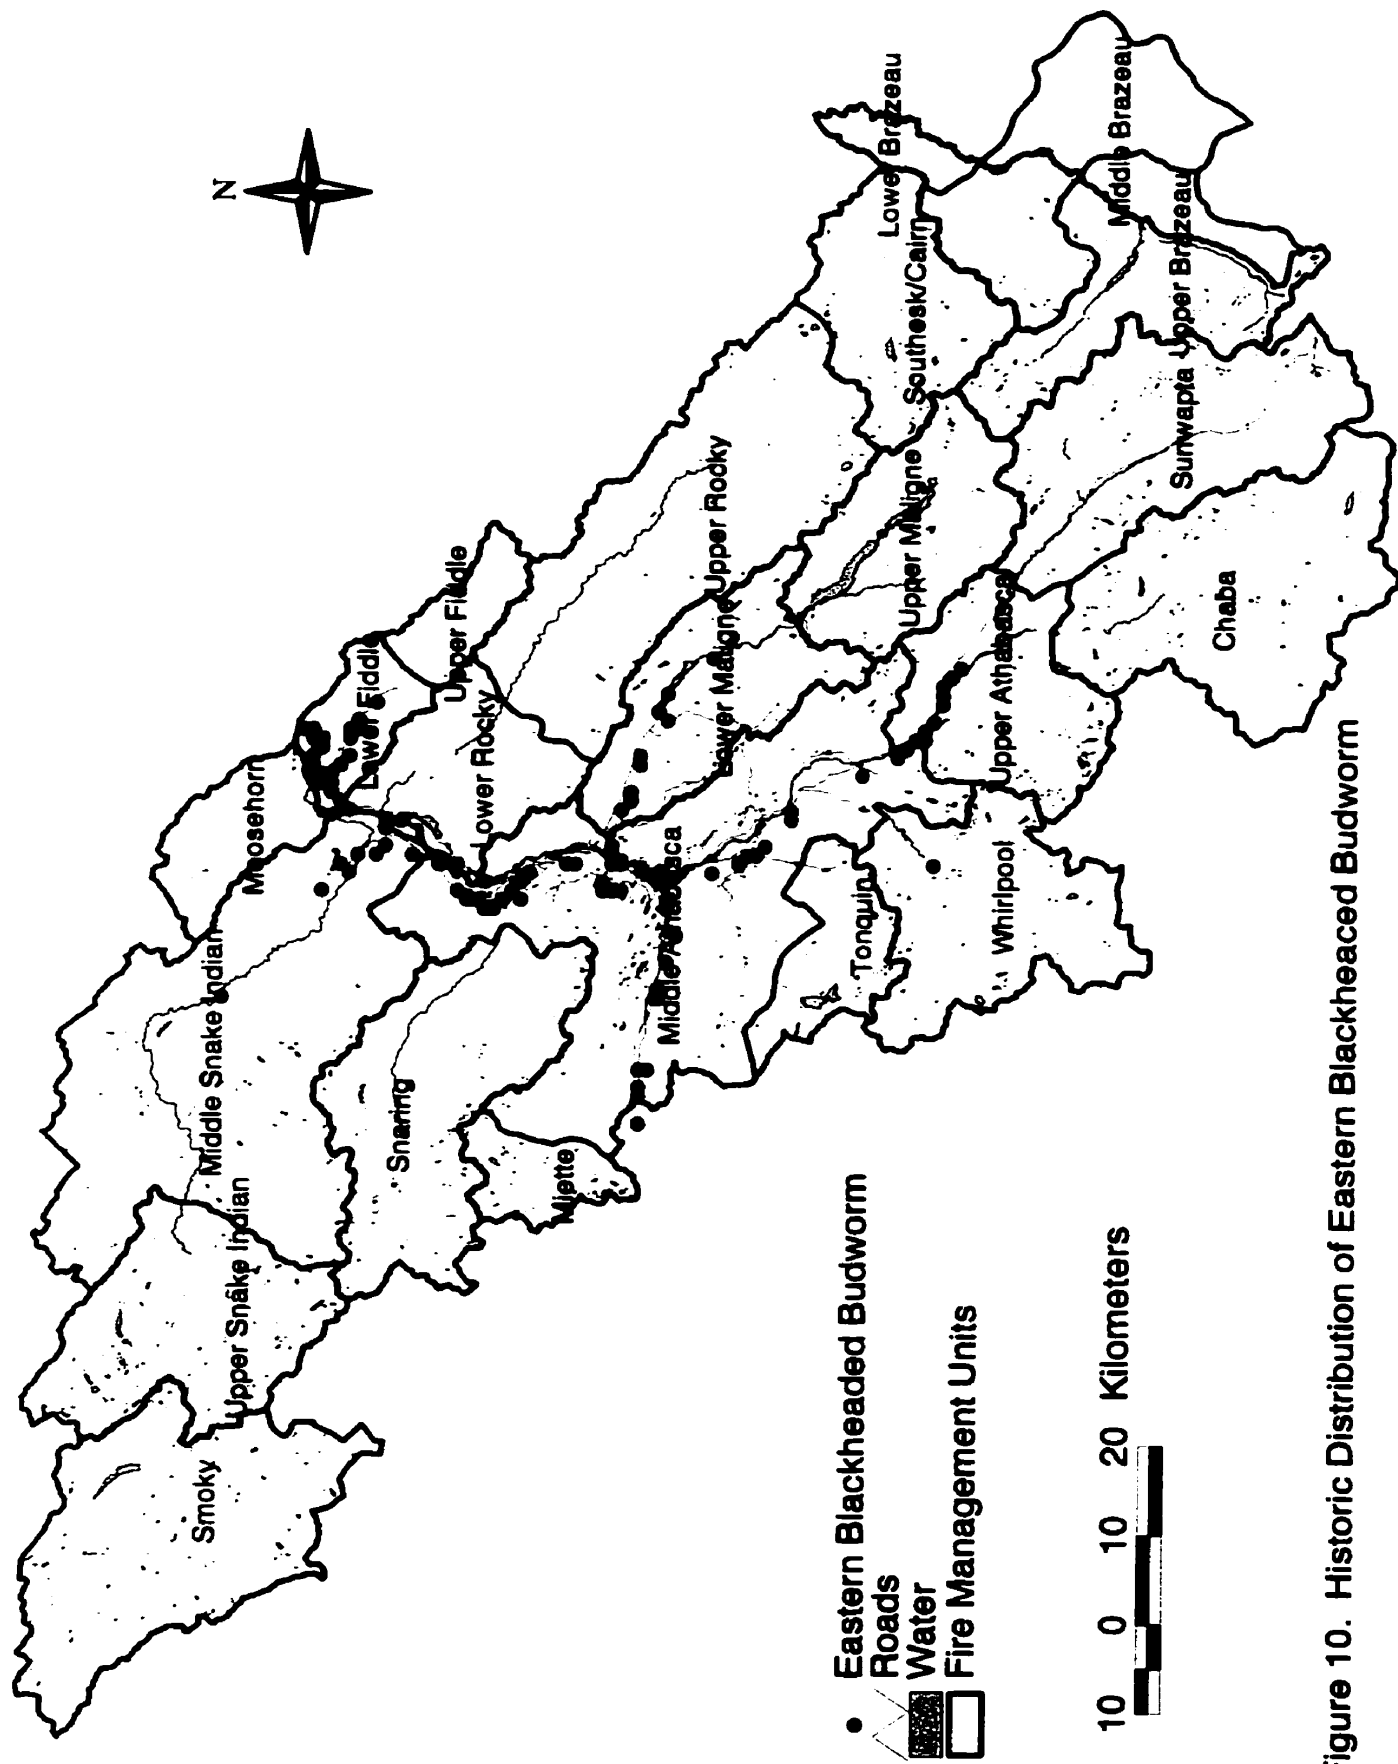 N
Smoky
Upper Snake Indian
Middle Snake Indian
Moosehorn
Snaring
Miette
Lower Fiddle
Upper Fiddle
Lower Rocky
Middle Athabasca
Lower Maligne
Upper Rocky
Tonquin
Whirlpool
Upper Maligne
Southesk/Cairn
Lower Brazeau
Upper Athabasca
Chaba
Sunwapta
Upper Brazeau
Middle Brazeau
Eastern Blackheaded Budworm
Roads
Water
Fire Management Units
10 0 10 20 Kilometers
igure 10. Historic Distribution of Eastern Blackheaced Budworm